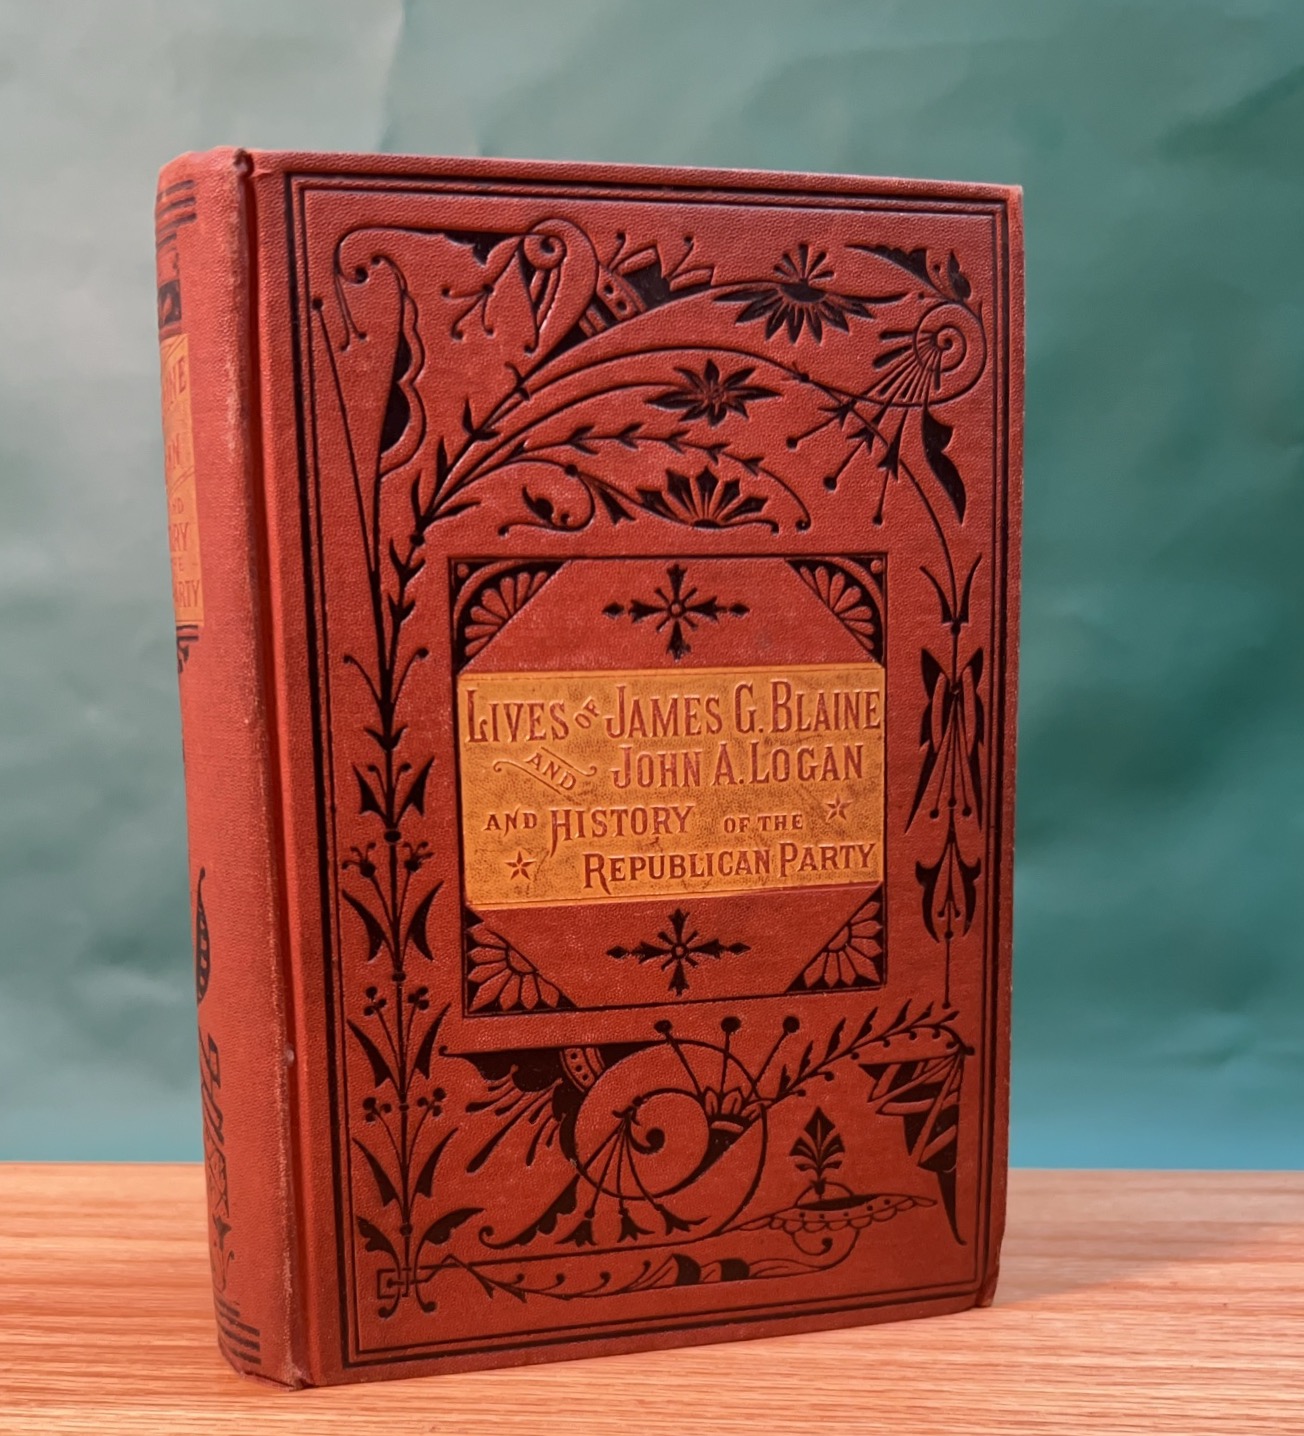 LIVES OF JAMES G. BLAINE
AND JOHN A. LOGAN
AND HISTORY OF THE
REPUBLICAN PARTY